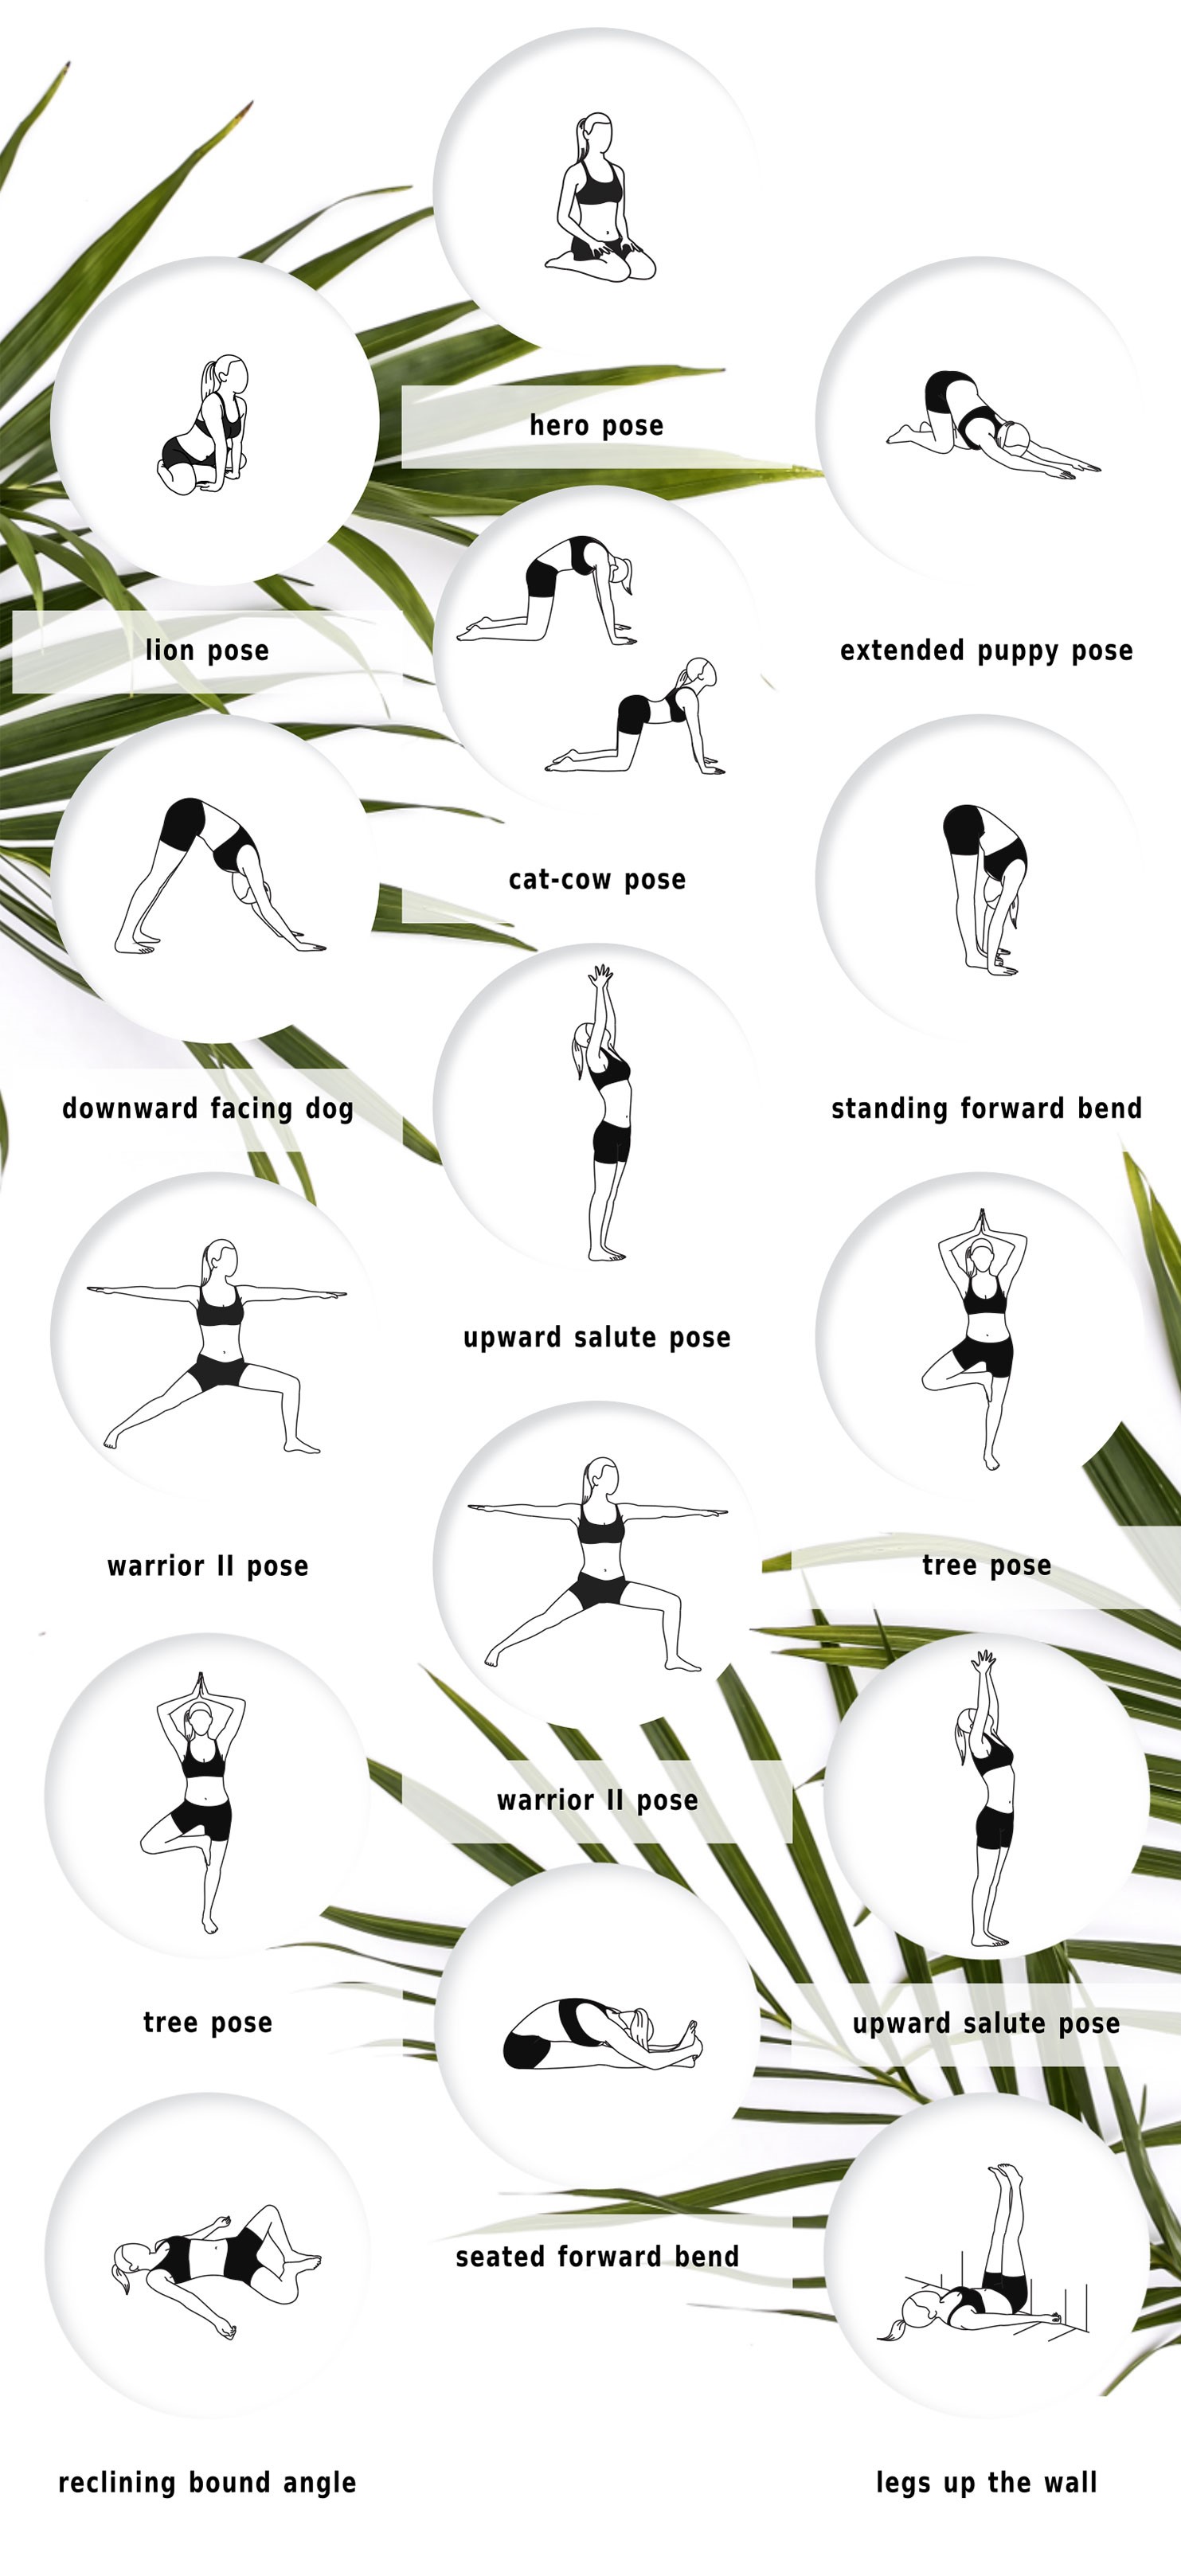 hero pose
lion pose
extended puppy pose
cat-cow pose
downward facing dog
standing forward bend
upward salute pose
warrior II pose
tree pose
warrior II pose
tree pose
upward salute pose
seated forward bend
reclining bound angle
legs up the wall